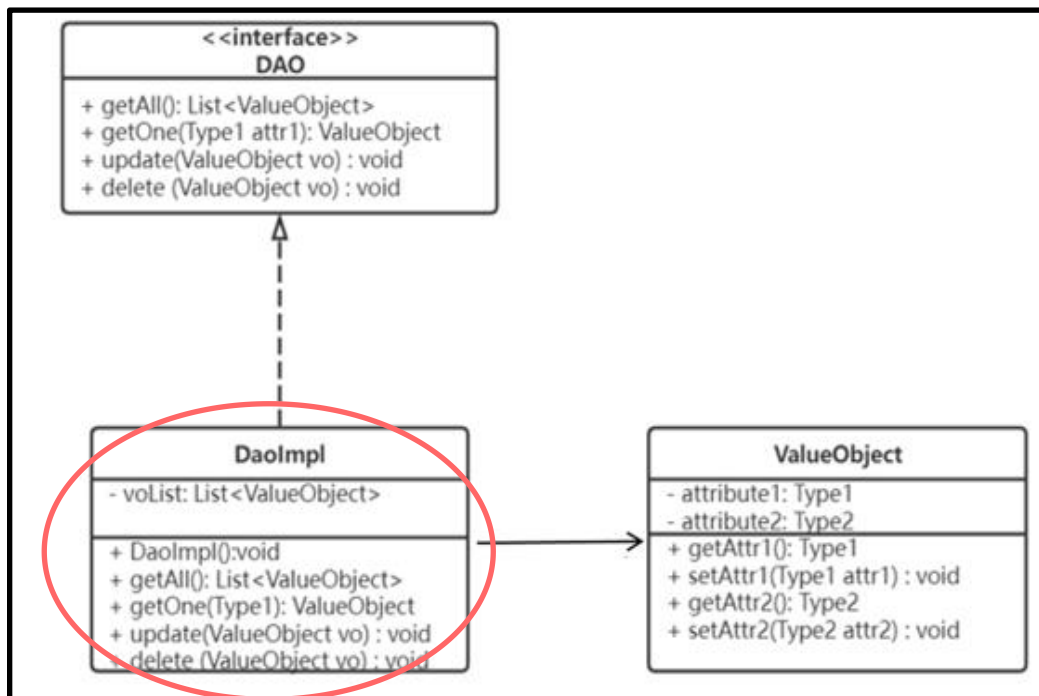 <<interface>>
DAO
+ getAll(): List<ValueObject>
+ getOne(Type1 attr1): ValueObject
+ update(ValueObject vo) : void
+ delete (ValueObject vo) : void
DaoImpl
- voList: List<ValueObject>
+ DaoImpl():void
+ getAll(): List<ValueObject>
+ getOne(Type1): ValueObject
+ update(ValueObject vo) : void
+ delete (ValueObject vo) : void
ValueObject
- attribute1: Type1
- attribute2: Type2
+ getAttr1(): Type1
+ setAttr1(Type1 attr1) : void
+ getAttr2(): Type2
+ setAttr2(Type2 attr2) : void